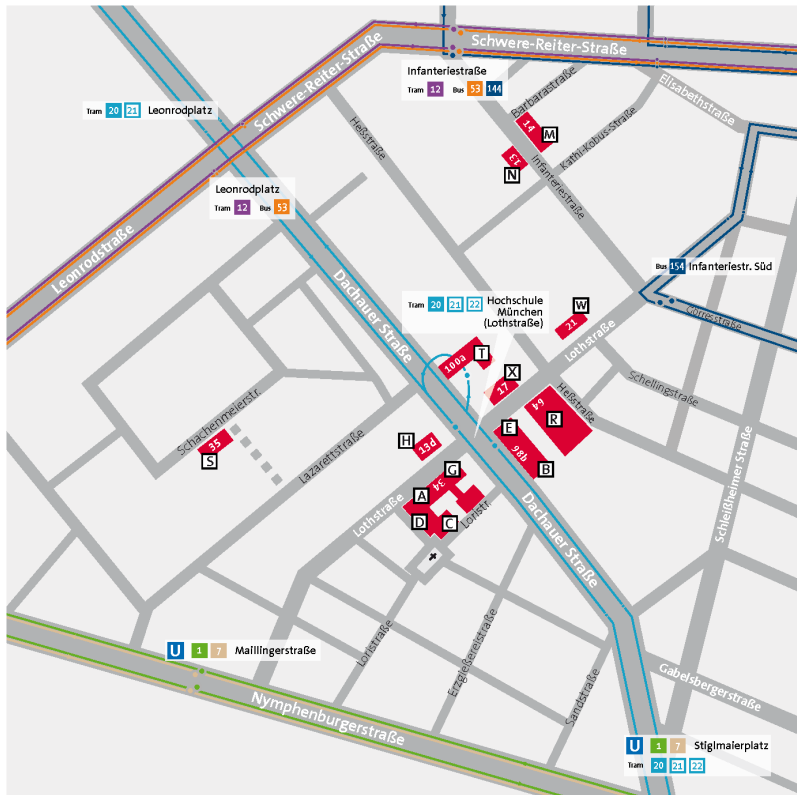 Schwere-Reiter-Straße
Schwere-Reiter-Straße
Infanteriestraße
Tram 12 Bus 53 144
Barbarastraße
Elisabethstraße
Tram 20 21 Leonrodplatz
Heßstraße
14 M
Kathi-Kobus-Straße
13
N
Infanteriestraße
Leonrodplatz
Tram 12 Bus 53
Leonrodstraße
Bus 154 Infanteriestr. Süd
Dachauer Straße
Tram 20 21 22 Hochschule
München
(Lothstraße)
W
21
Görresstraße
Lothstraße
100a T
X
17
Schellingstraße
Heßstraße
64
R
Schachenmeierstr.
35
S
H
13d
E
98b
B
Lazarettstraße
G
34
A
D C
Loristr.
Lothstraße
Schleißheimer Straße
Dachauer Straße
U 1 7 Maillingerstraße
Loristraße
Erzgießereistraße
Sandstraße
Gabelsbergerstraße
Nymphenburgerstraße
U 1 7 Stiglmaierplatz
Tram 20 21 22